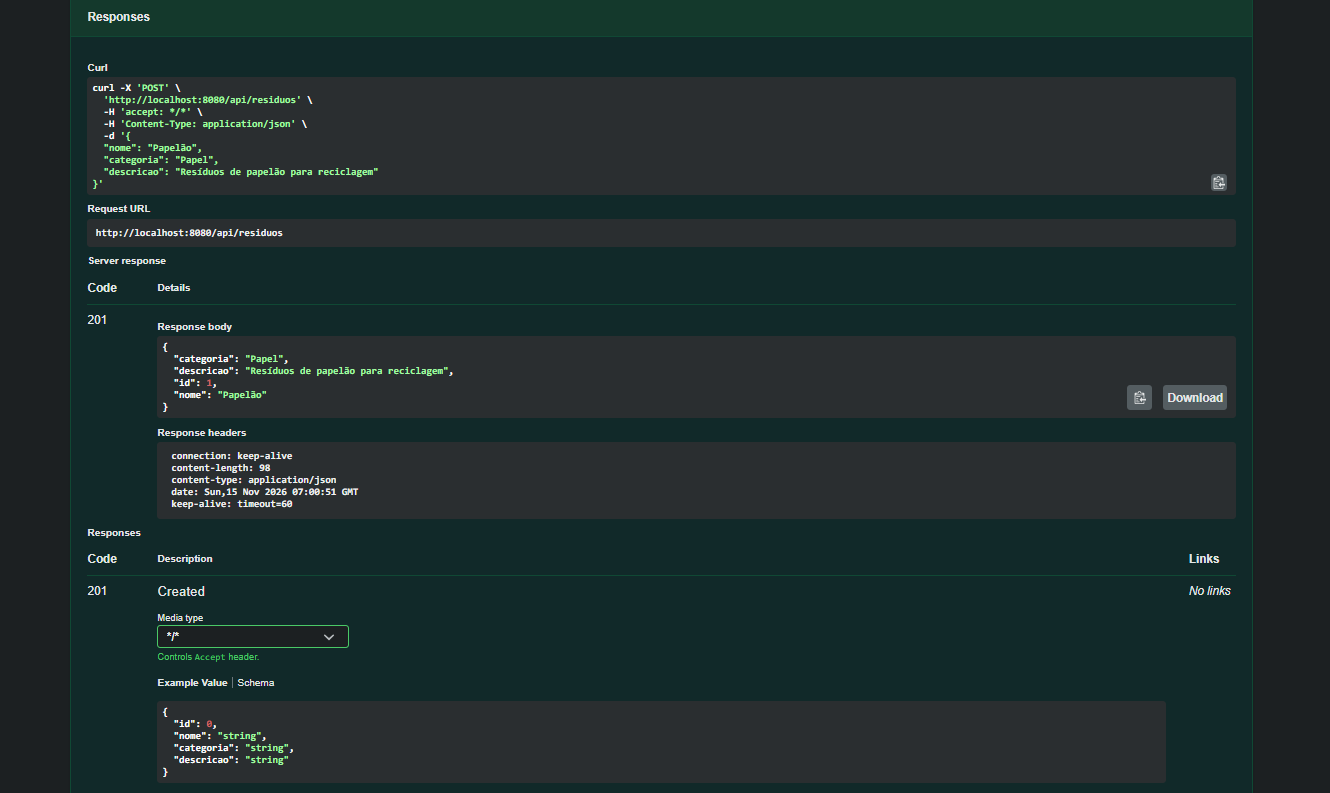 Responses
Curl
curl -X 'POST' \
'http://localhost:8080/api/residuos' \
-H 'accept: */*' \
-H 'Content-Type: application/json' \
-d '{
"nome": "Papelão",
"categoria": "Papel",
"descricao": "Resíduos de papelão para reciclagem"
}'
Request URL
http://localhost:8080/api/residuos
Server response
Code Details
201
Response body
{
"categoria": "Papel",
"descricao": "Resíduos de papelão para reciclagem",
"id": 1,
"nome": "Papelão"
}
Download
Response headers
connection: keep-alive
content-length: 98
content-type: application/json
date: Sun,15 Nov 2026 07:00:51 GMT
keep-alive: timeout=60
Responses
Code Description Links
201 Created No links
Media type
*/*
Controls Accept header.
Example Value Schema
{
"id": 0,
"nome": "string",
"categoria": "string",
"descricao": "string"
}